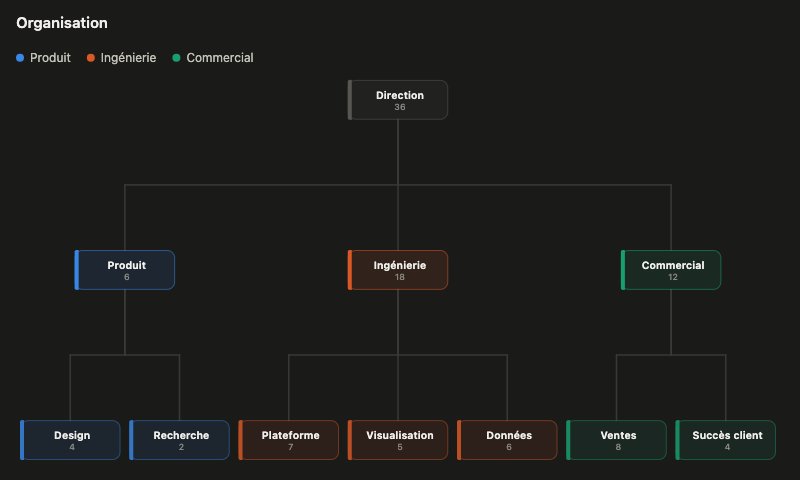 Organisation
Produit Ingénierie Commercial
Direction
36
Produit
6
Ingénierie
18
Commercial
12
Design
4
Recherche
2
Plateforme
7
Visualisation
5
Données
6
Ventes
8
Succès client
4